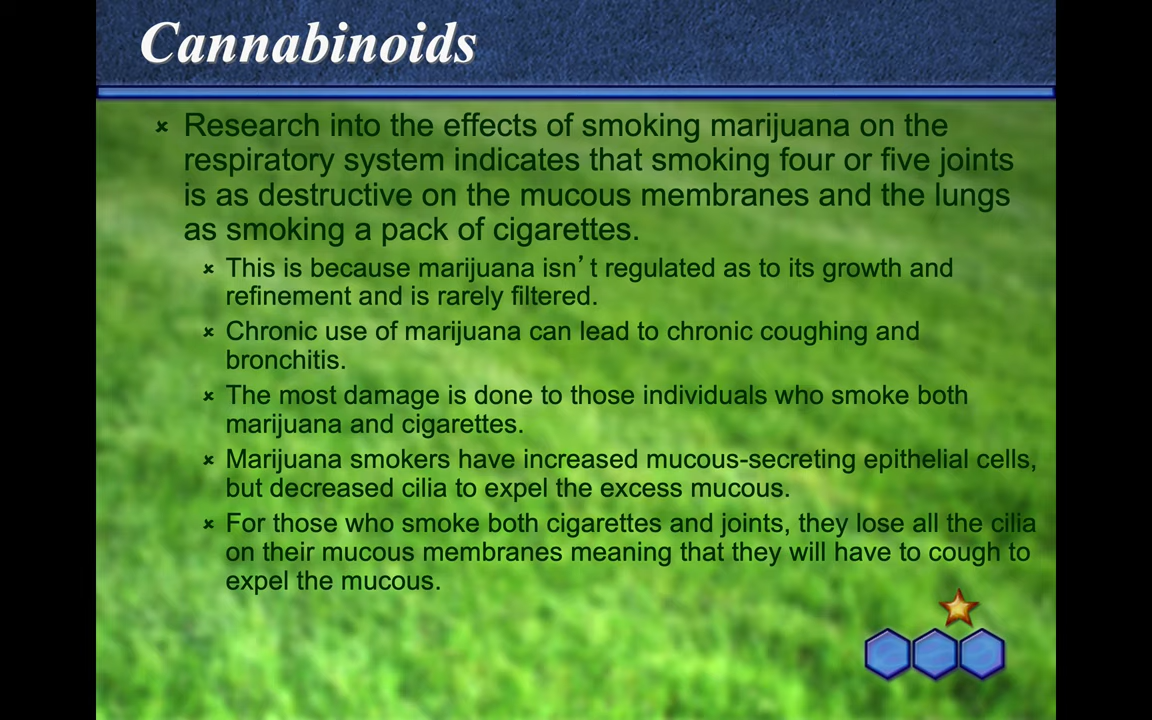 Cannabinoids
Research into the effects of smoking marijuana on the
respiratory system indicates that smoking four or five joints
is as destructive on the mucous membranes and the lungs
as smoking a pack of cigarettes.
This is because marijuana isn’t regulated as to its growth and
refinement and is rarely filtered.
Chronic use of marijuana can lead to chronic coughing and
bronchitis.
The most damage is done to those individuals who smoke both
marijuana and cigarettes.
Marijuana smokers have increased mucous-secreting epithelial cells,
but decreased cilia to expel the excess mucous.
For those who smoke both cigarettes and joints, they lose all the cilia
on their mucous membranes meaning that they will have to cough to
expel the mucous.